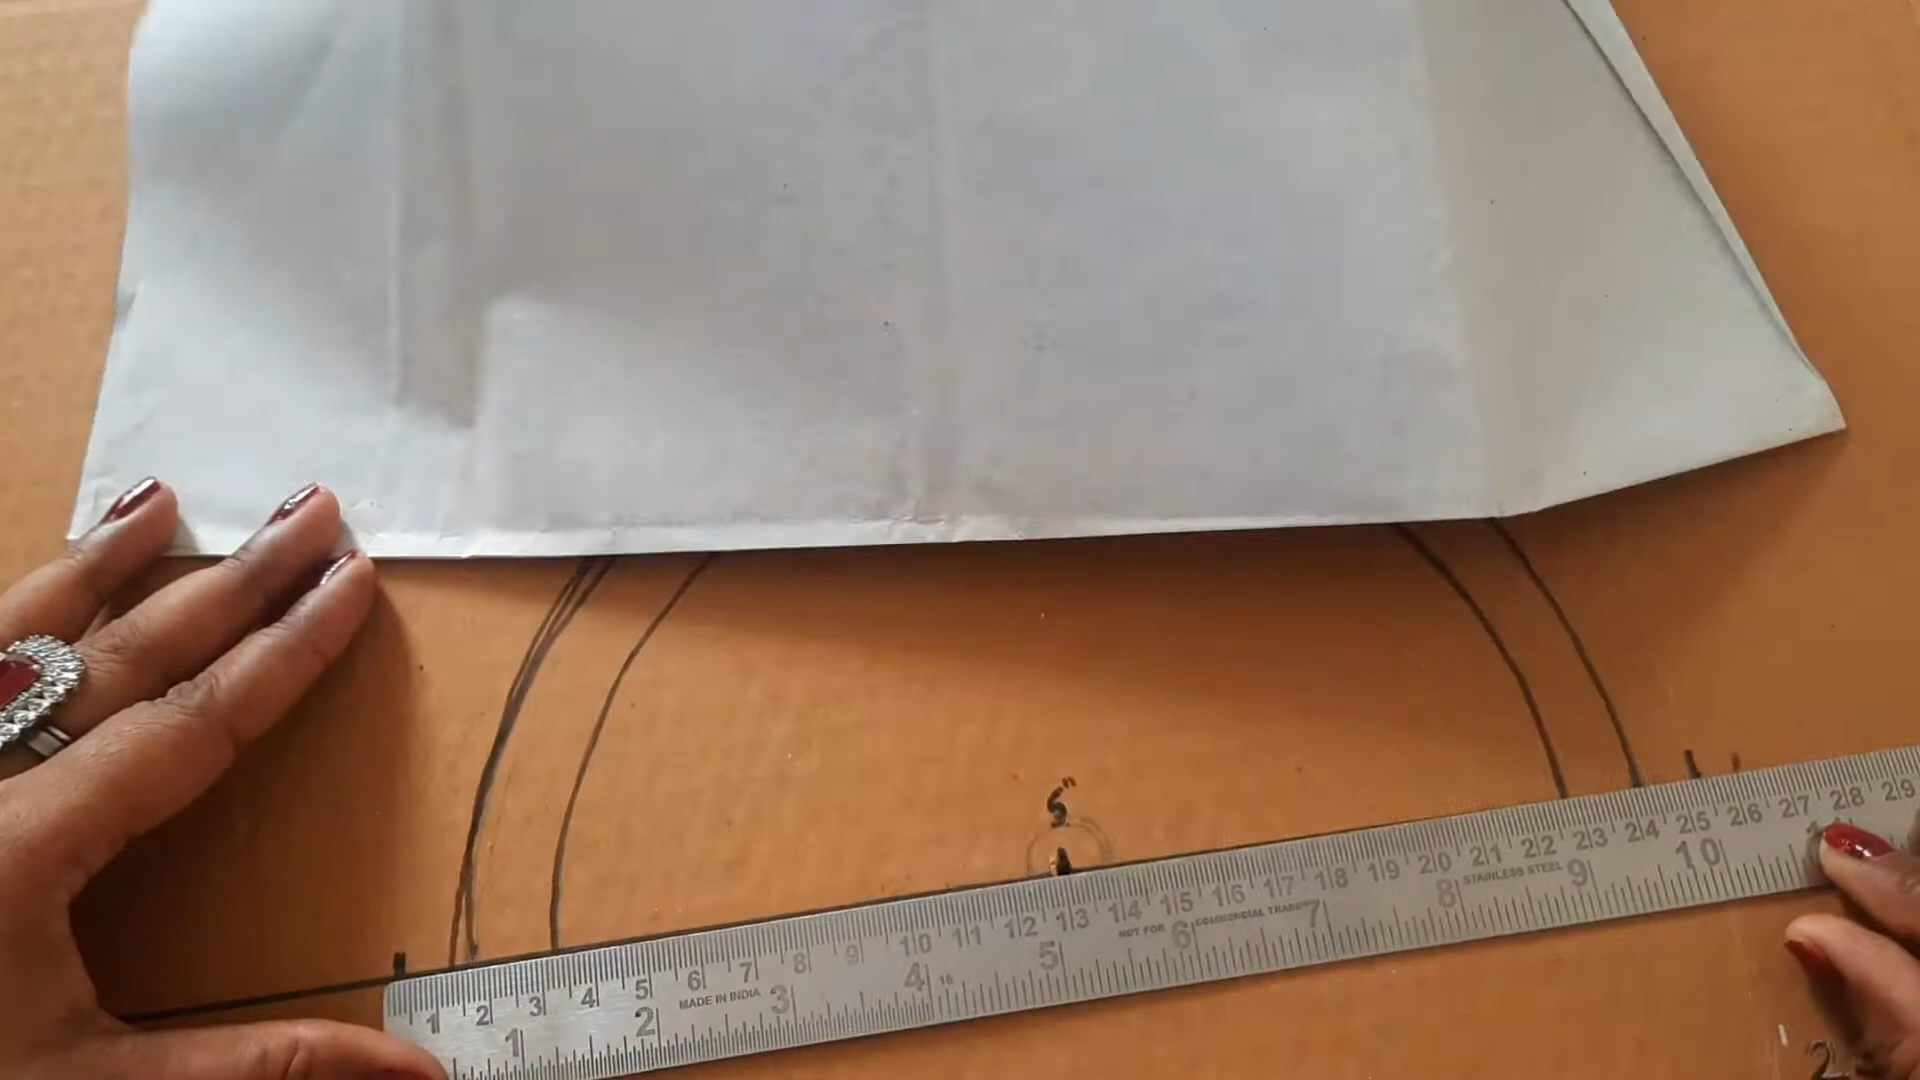 5"
1 2 3 4 5 6 7 8 9 10 11 12 13 14 15 16 17 18 19 20 21 22 23 24 25 26 27 28 29
NOT FOR COMMERCIAL TRADE STAINLESS STEEL
MADE IN INDIA
1 2 3 4 16 5 6 7 8 9 10
2